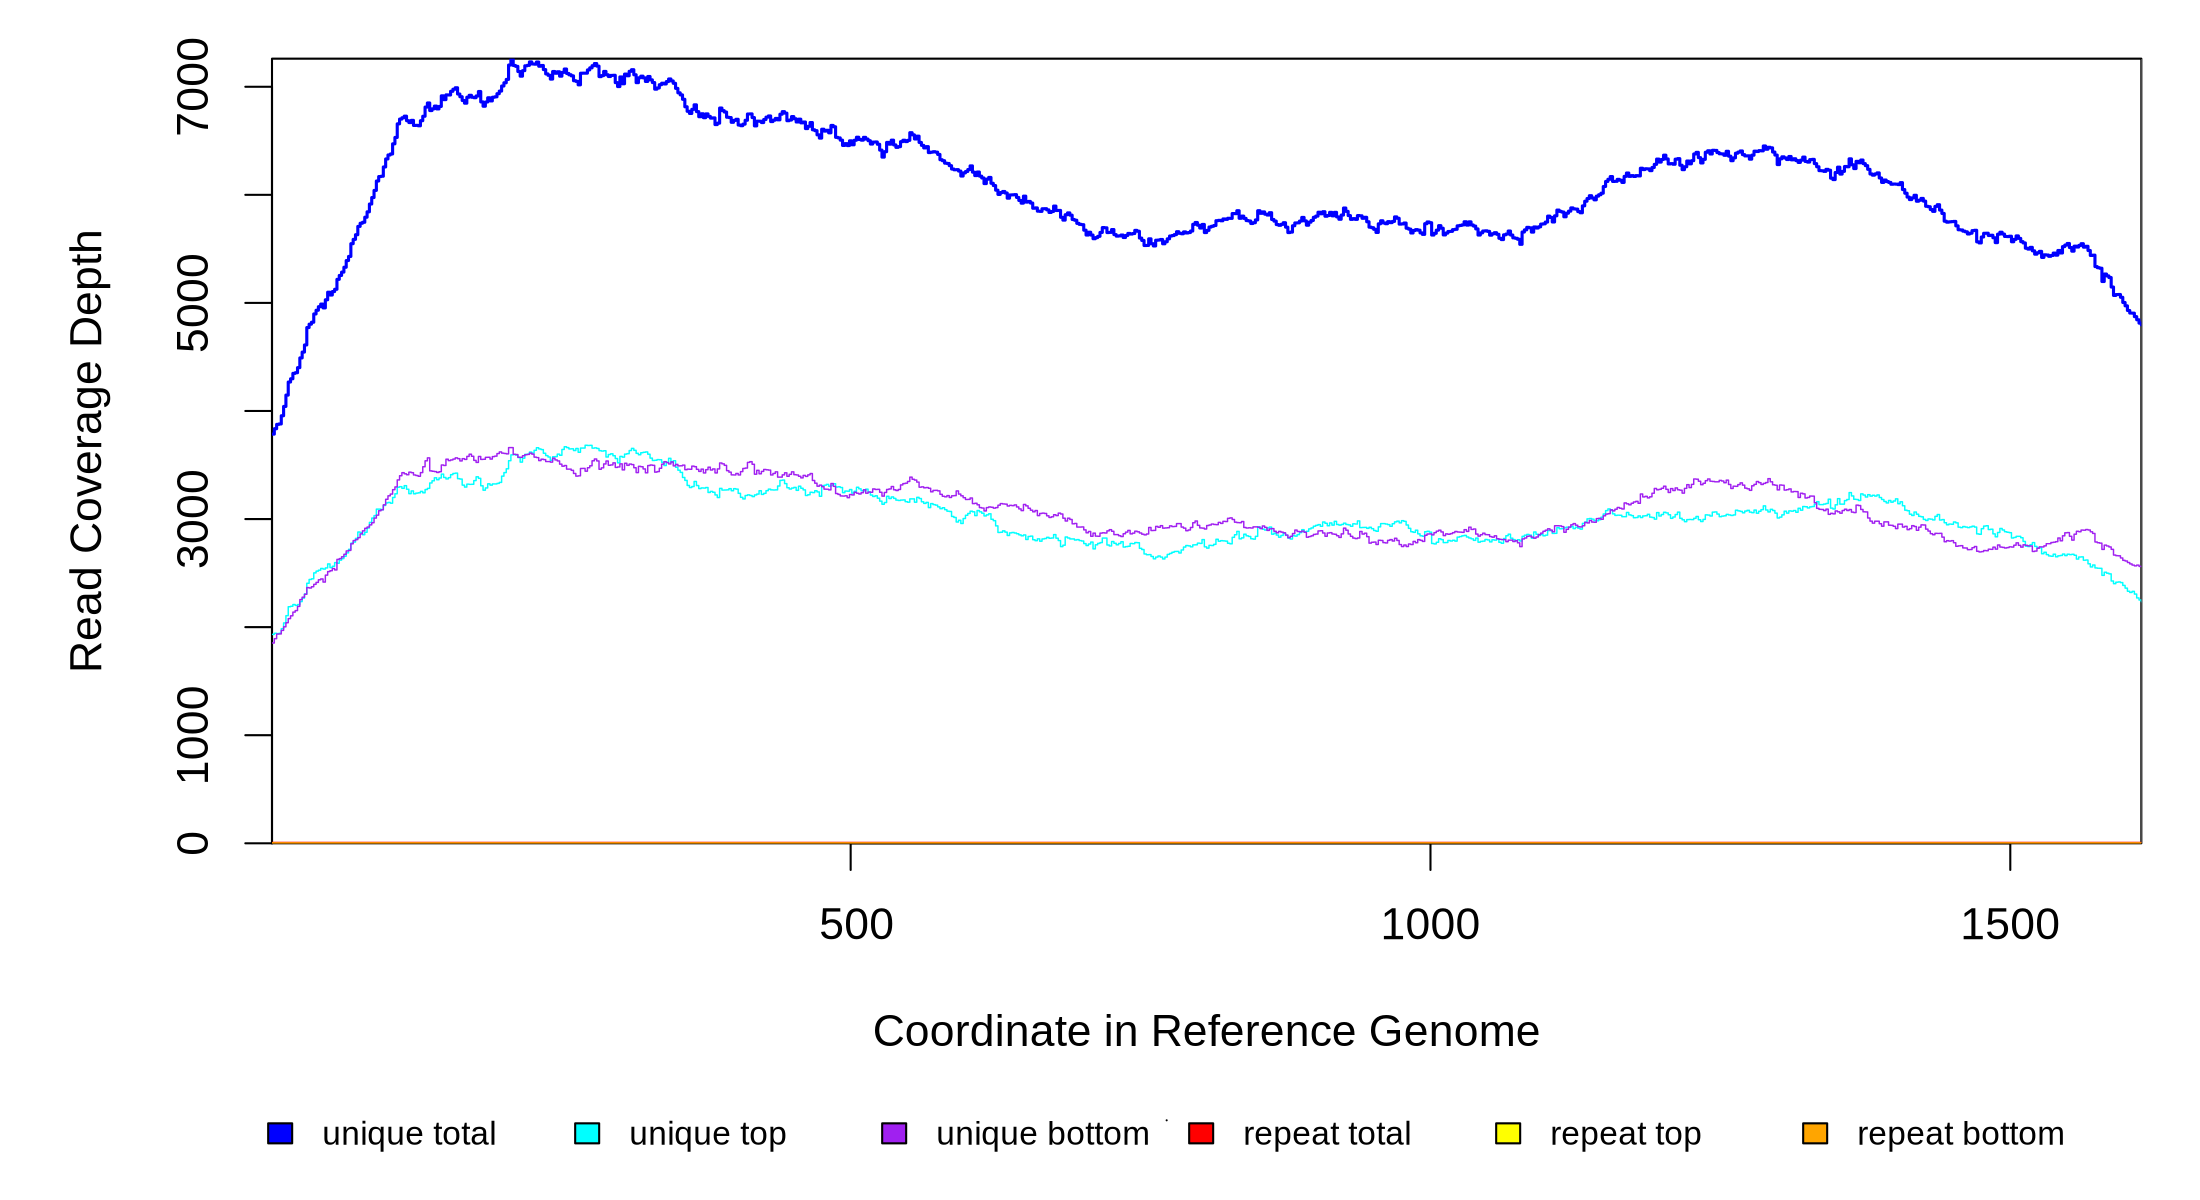 Read Coverage Depth
7000
5000
3000
1000
0
500 1000 1500
Coordinate in Reference Genome
unique total unique top unique bottom repeat total repeat top repeat bottom